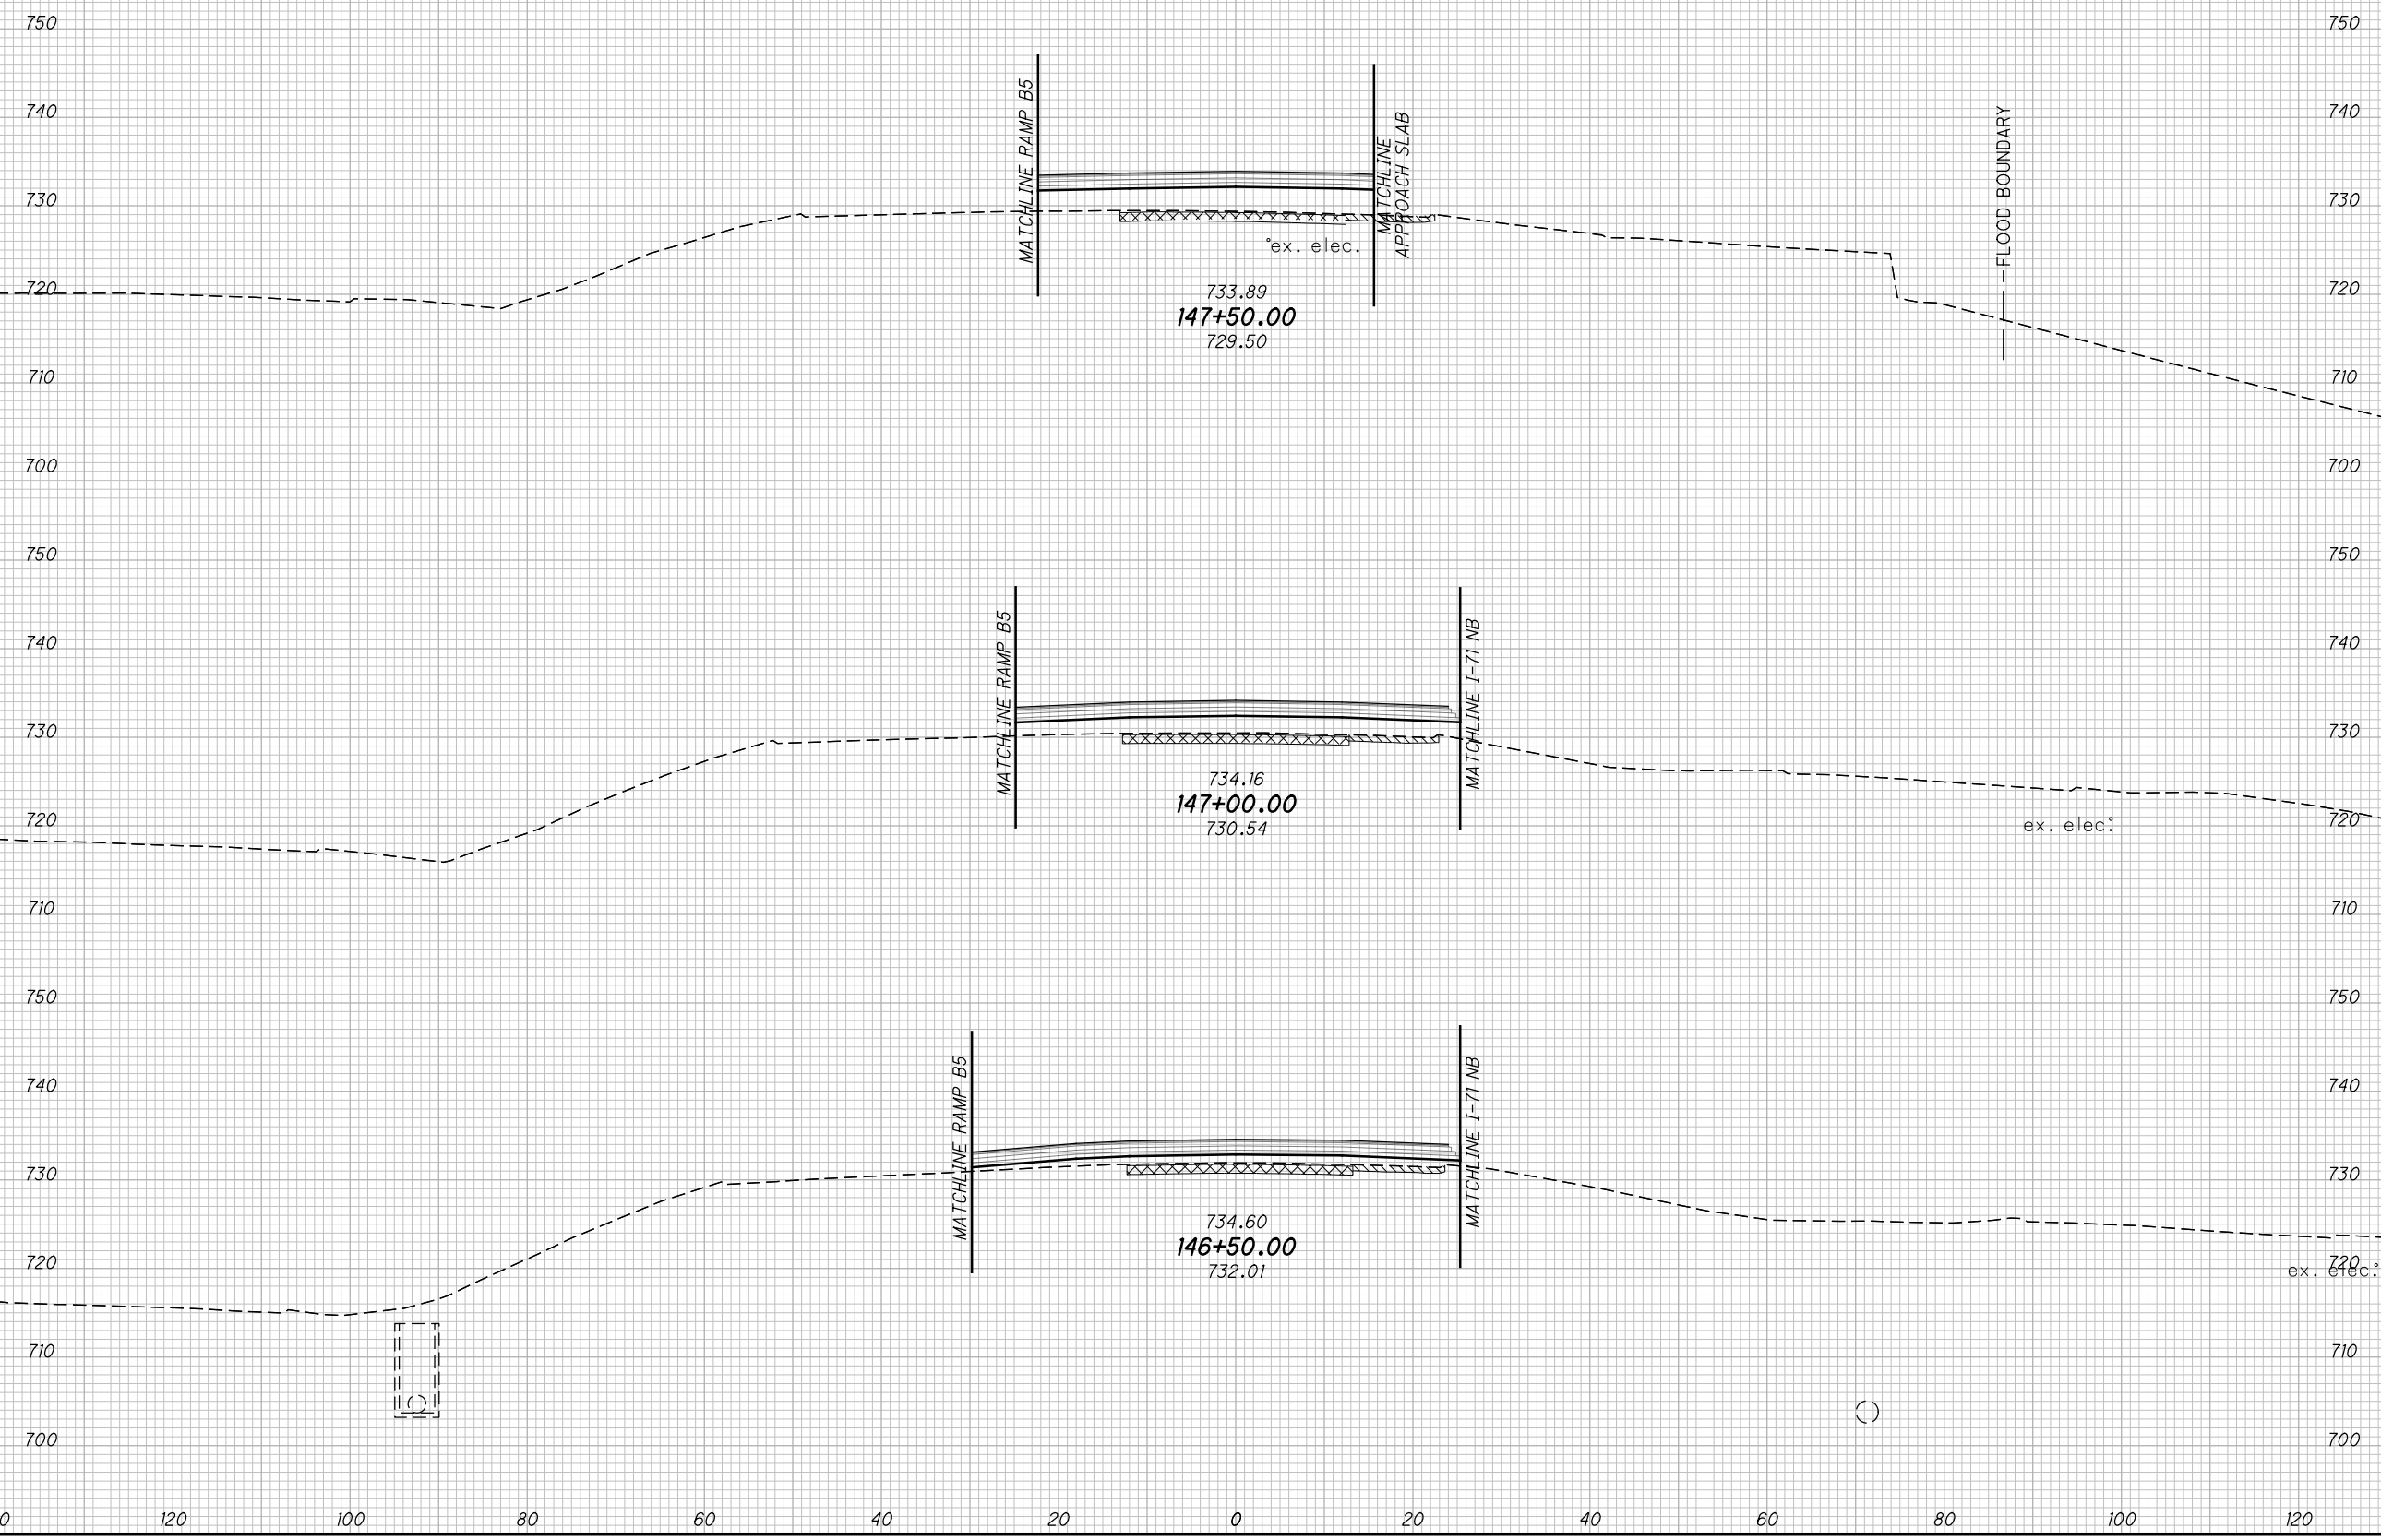 750 750
740 740
730 730
720 720
710 710
700 700
MATCHLINE RAMP B5
MATCHLINE
APPROACH SLAB
FLOOD BOUNDARY
ex. elec.
733.89
147+50.00
729.50
750 750
740 740
730 730
720 720
710 710
MATCHLINE RAMP B5
MATCHLINE I-71 NB
734.16
147+00.00
730.54
ex. elec.
750 750
740 740
730 730
720 720
710 710
700 700
MATCHLINE RAMP B5
MATCHLINE I-71 NB
734.60
146+50.00
732.01
ex. elec.
0 120 100 80 60 40 20 0 20 40 60 80 100 120